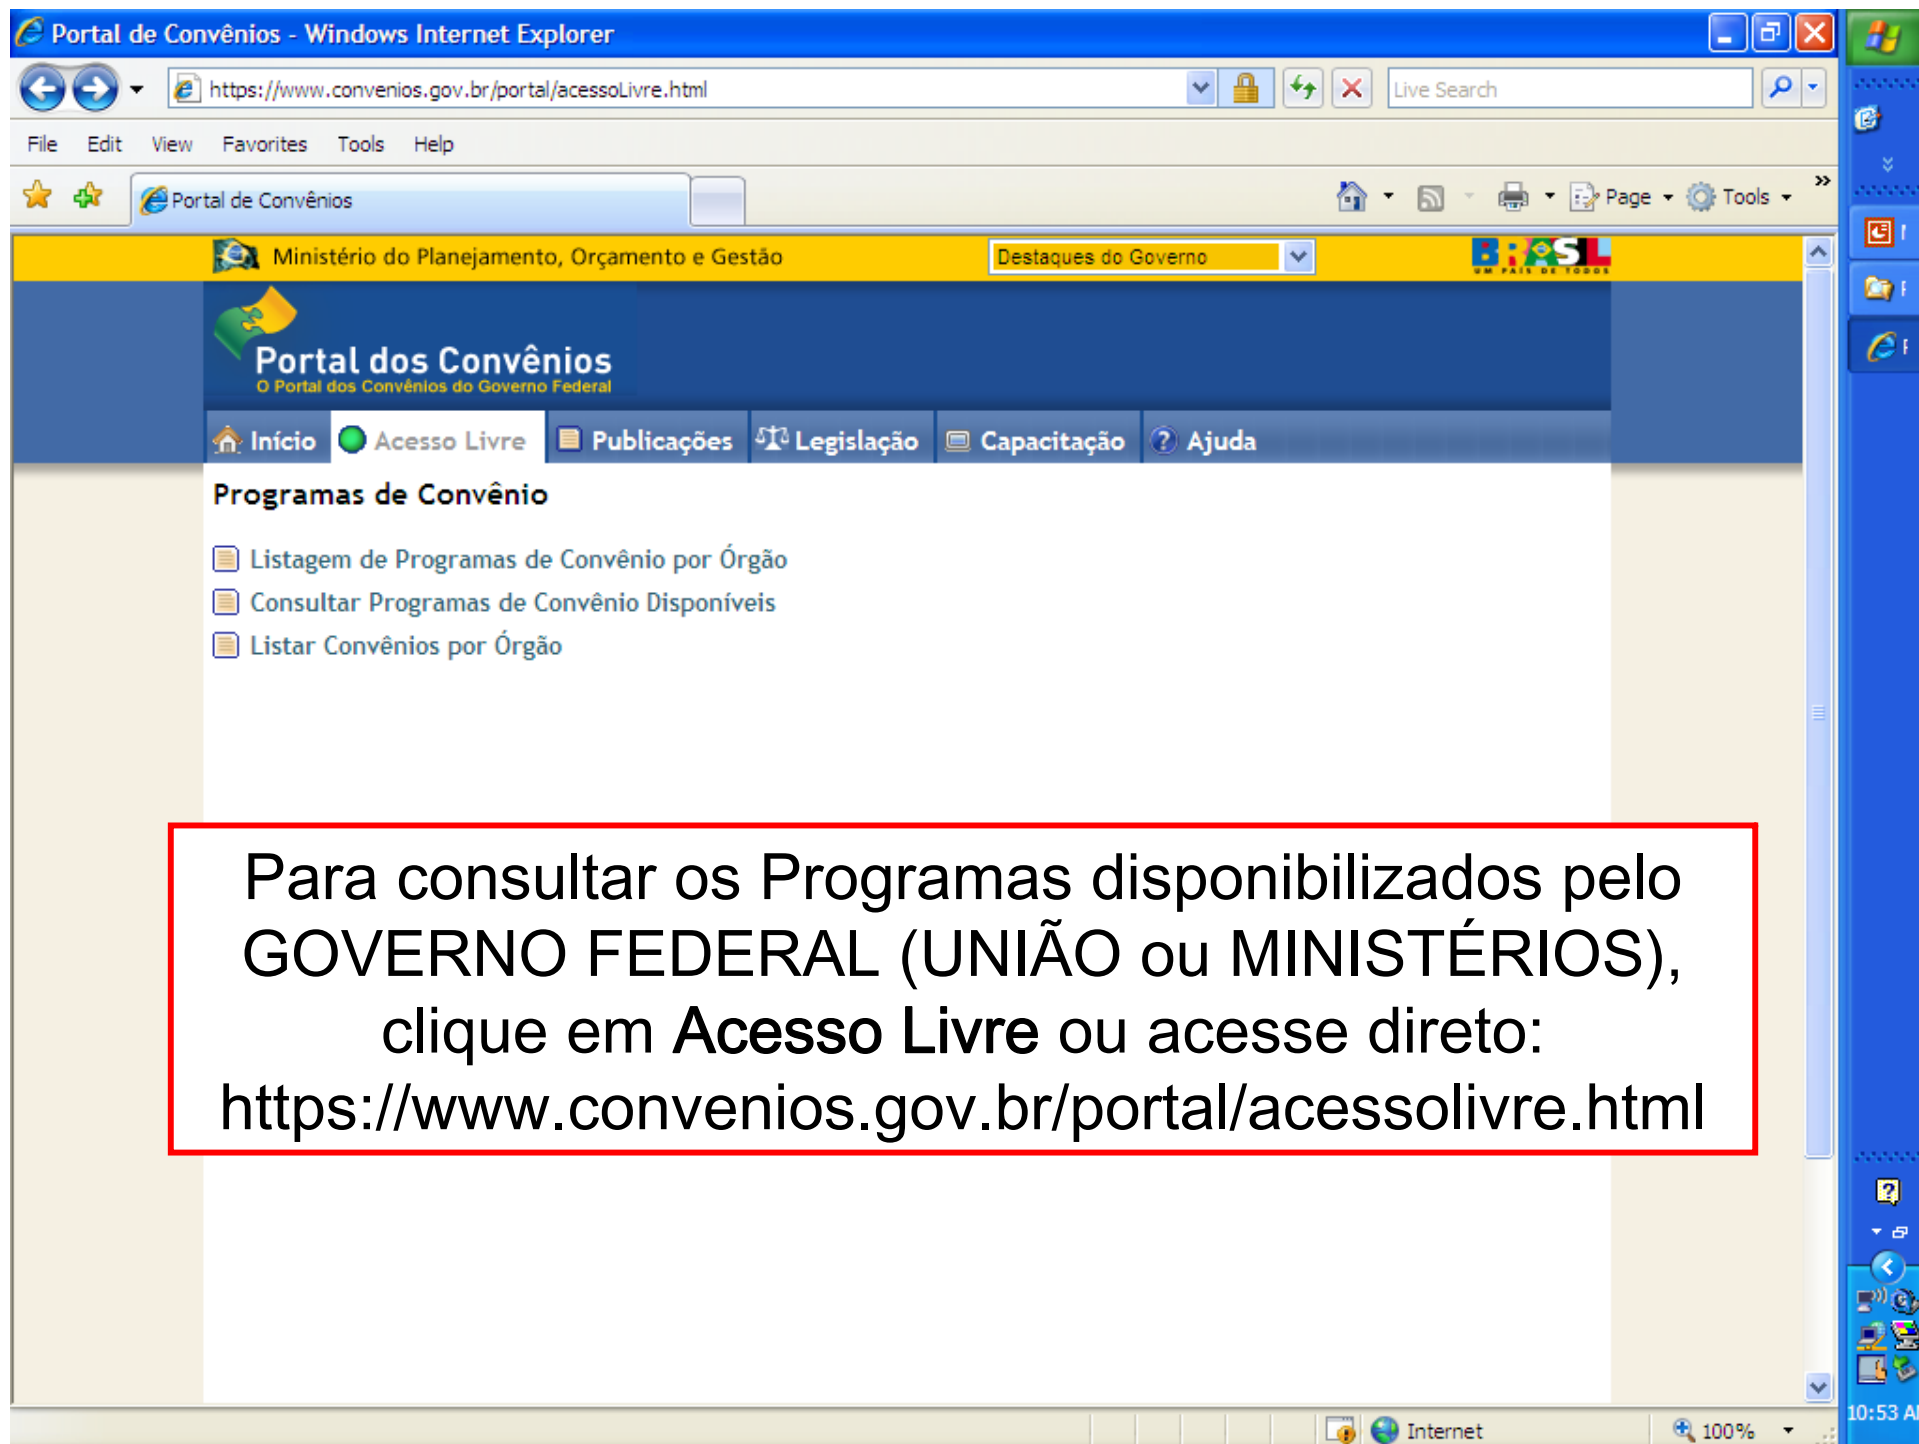 Portal de Convênios - Windows Internet Explorer
https://www.convenios.gov.br/portal/acessoLivre.html
Live Search
File Edit View Favorites Tools Help
Portal de Convênios
Page Tools
Ministério do Planejamento, Orçamento e Gestão
Destaques do Governo
BRASIL
UM PAÍS DE TODOS
Portal dos Convênios
O Portal dos Convênios do Governo Federal
Início Acesso Livre Publicações Legislação Capacitação Ajuda
Programas de Convênio
Listagem de Programas de Convênio por Órgão
Consultar Programas de Convênio Disponíveis
Listar Convênios por Órgão
Para consultar os Programas disponibilizados pelo
GOVERNO FEDERAL (UNIÃO ou MINISTÉRIOS),
clique em Acesso Livre ou acesse direto:
https://www.convenios.gov.br/portal/acessolivre.html
Internet
100%
10:53